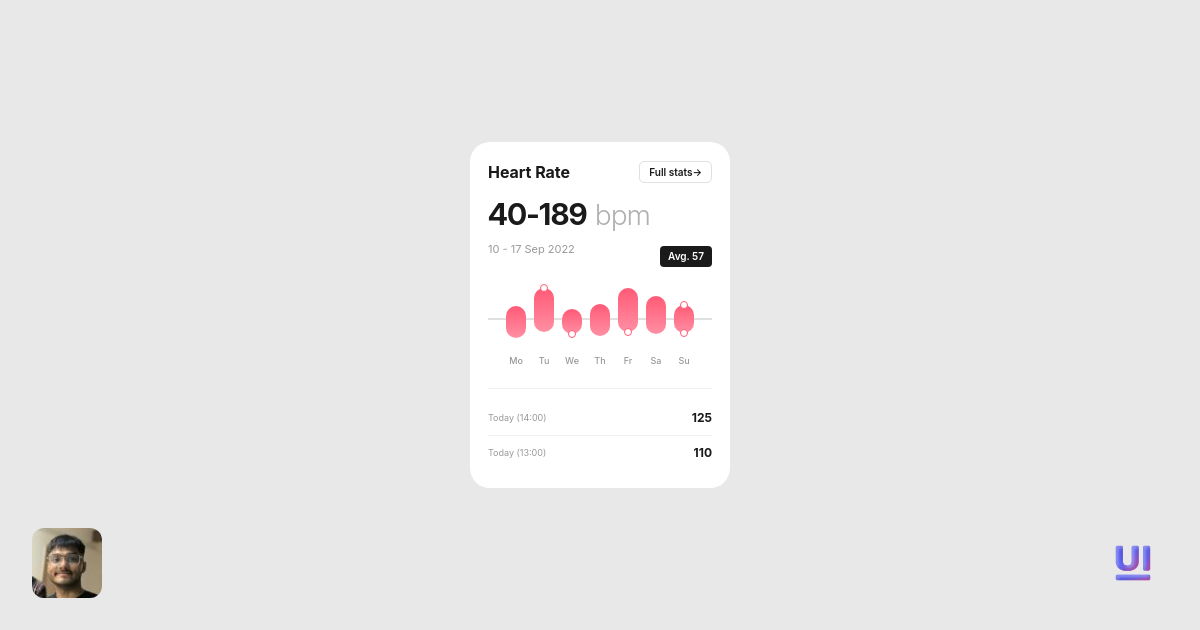 Heart Rate
Full stats→
40-189 bpm
10 - 17 Sep 2022
Avg. 57
Mo Tu We Th Fr Sa Su
Today (14:00) 125
Today (13:00) 110
UI